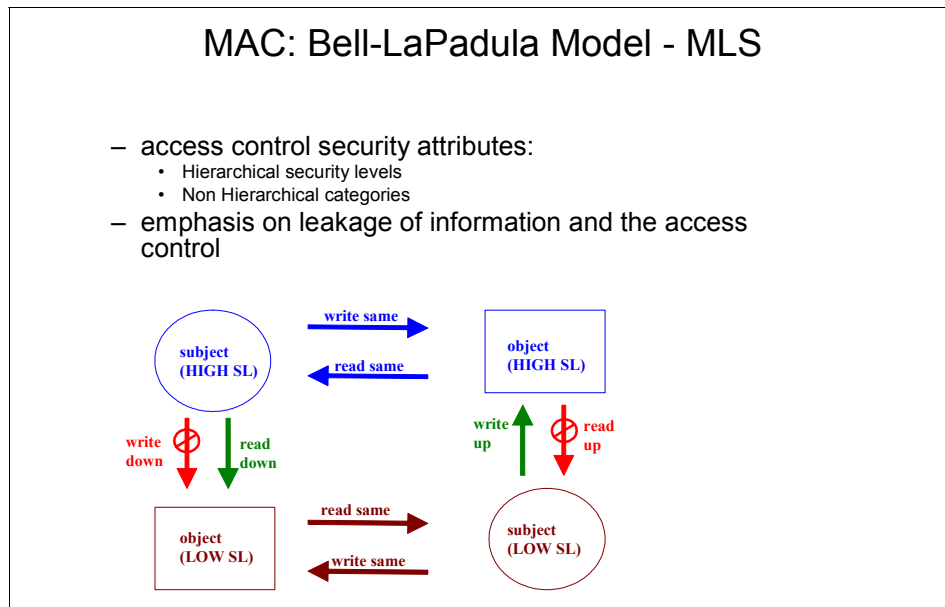 MAC: Bell-LaPadula Model - MLS
– access control security attributes:
• Hierarchical security levels
• Non Hierarchical categories
– emphasis on leakage of information and the access
control
write same
subject
(HIGH SL)
object
(HIGH SL)
read same
write
down
read
down
write
up
read
up
read same
object
(LOW SL)
subject
(LOW SL)
write same